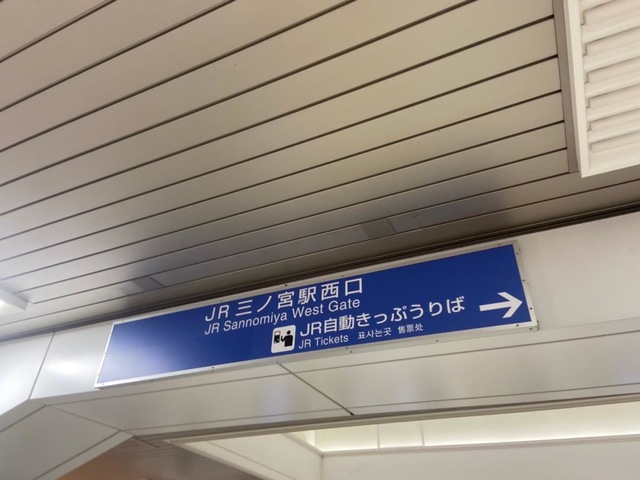 JR 三ノ宮駅西口
JR Sannomiya West Gate
JR自動きっぷうりば
JR Tickets 표사는곳 售票处